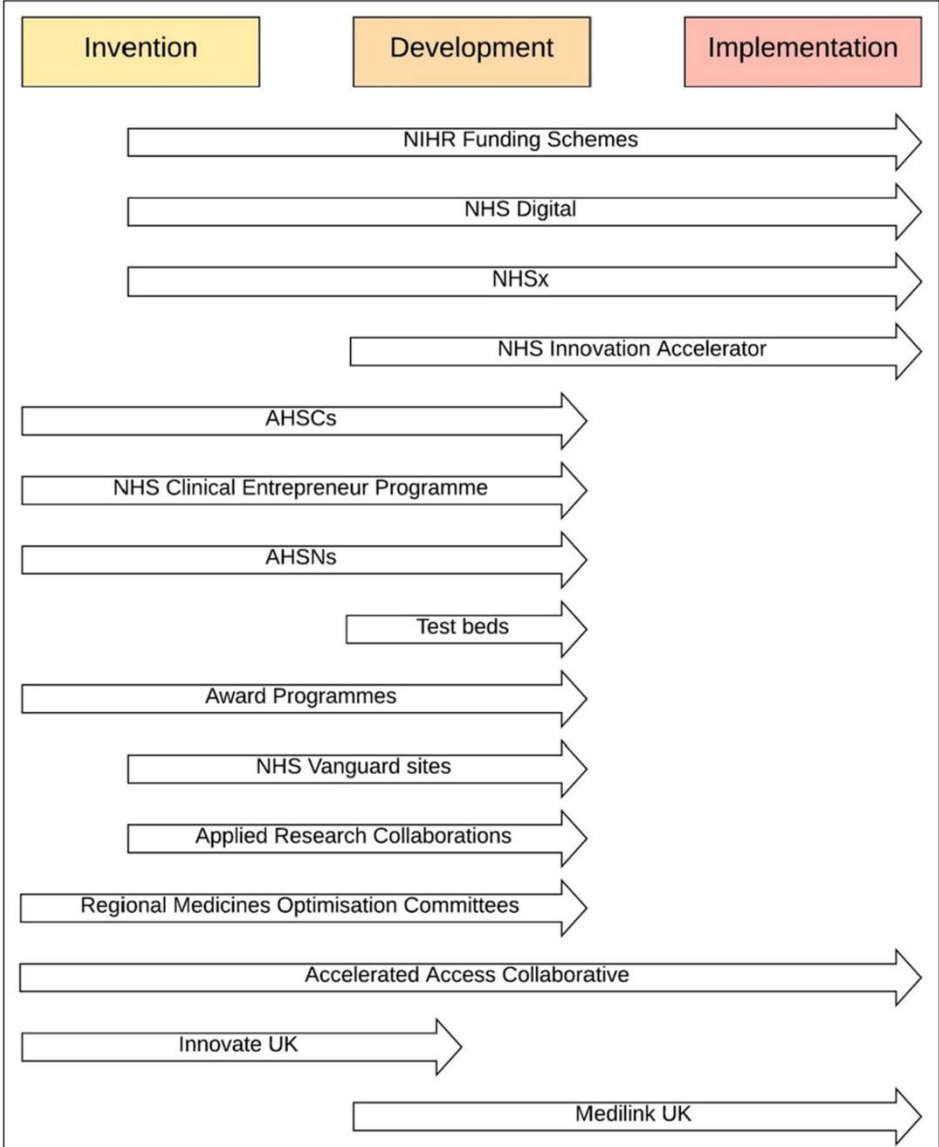 Invention Development Implementation
NIHR Funding Schemes
NHS Digital
NHSx
NHS Innovation Accelerator
AHSCs
NHS Clinical Entrepreneur Programme
AHSNs
Test beds
Award Programmes
NHS Vanguard sites
Applied Research Collaborations
Regional Medicines Optimisation Committees
Accelerated Access Collaborative
Innovate UK
Medilink UK